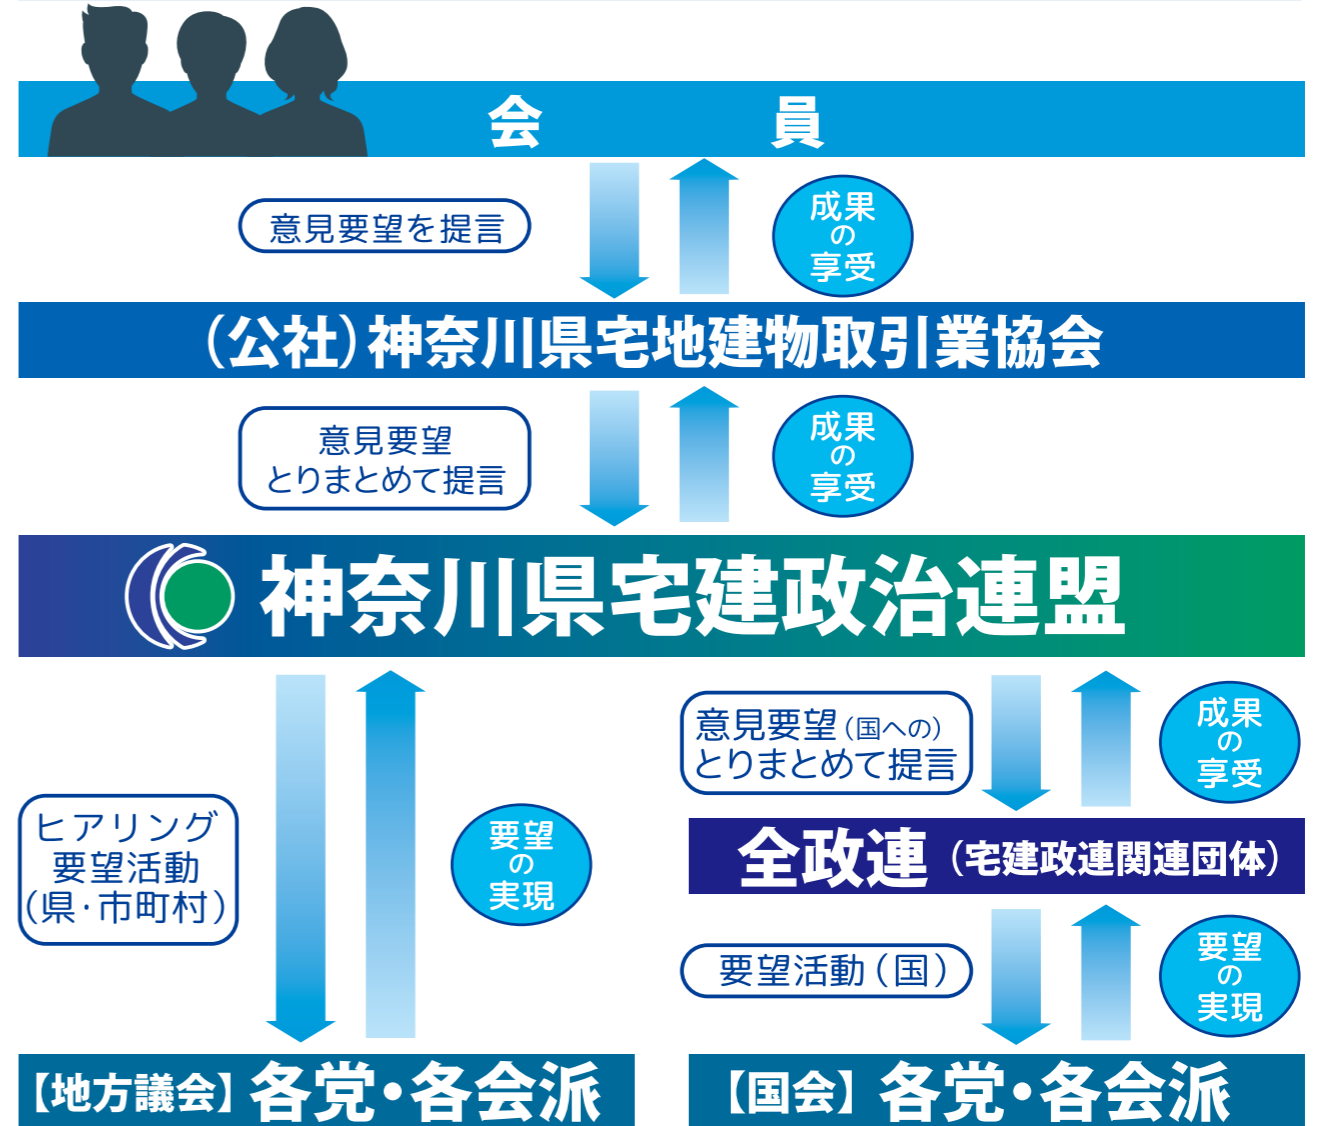 会員
意見要望を提言
成果
の
享受
（公社）神奈川県宅地建物取引業協会
意見要望
とりまとめて提言
成果
の
享受
神奈川県宅建政治連盟
ヒアリング
要望活動
（県・市町村）
要望
の
実現
意見要望（国への）
とりまとめて提言
成果
の
享受
全政連（宅建政連関連団体）
要望活動（国）
要望
の
実現
【地方議会】各党・各会派
【国会】各党・各会派